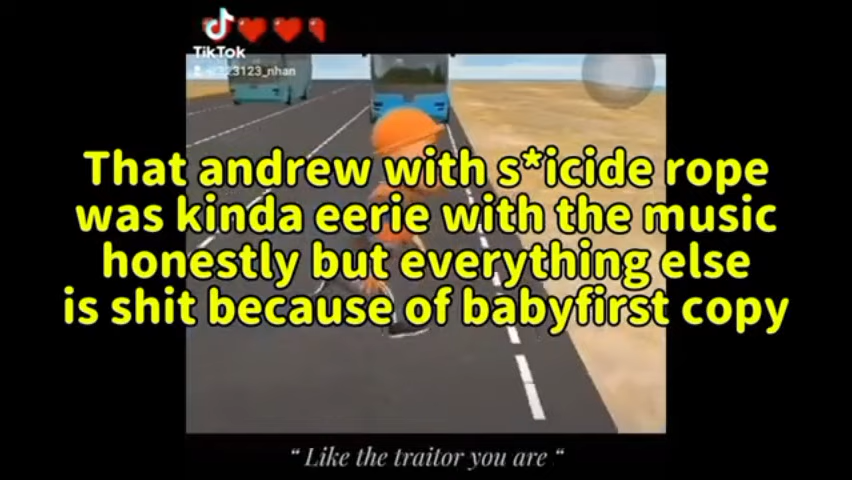 TikTok
That andrew with s*icide rope
was kinda eerie with the music
honestly but everything else
is shit because of babyfirst copy
“ Like the traitor you are “